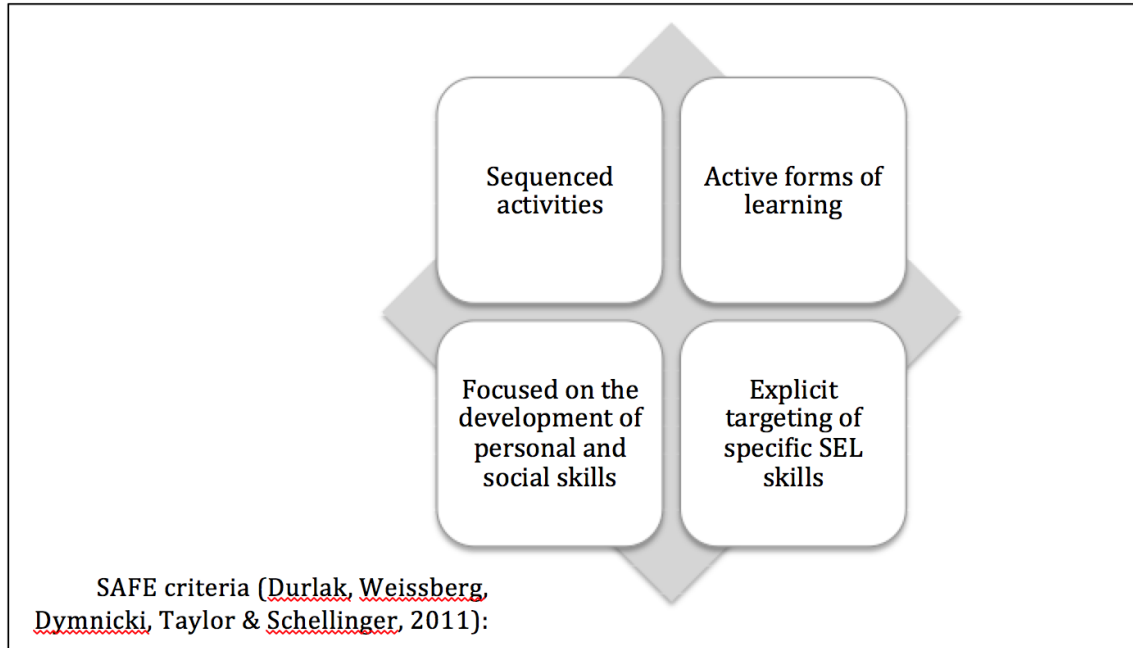 Sequenced
activities
Active forms of
learning
Focused on the
development of
personal and
social skills
Explicit
targeting of
specific SEL
skills
SAFE criteria (Durlak, Weissberg,
Dymnicki, Taylor & Schellinger, 2011):